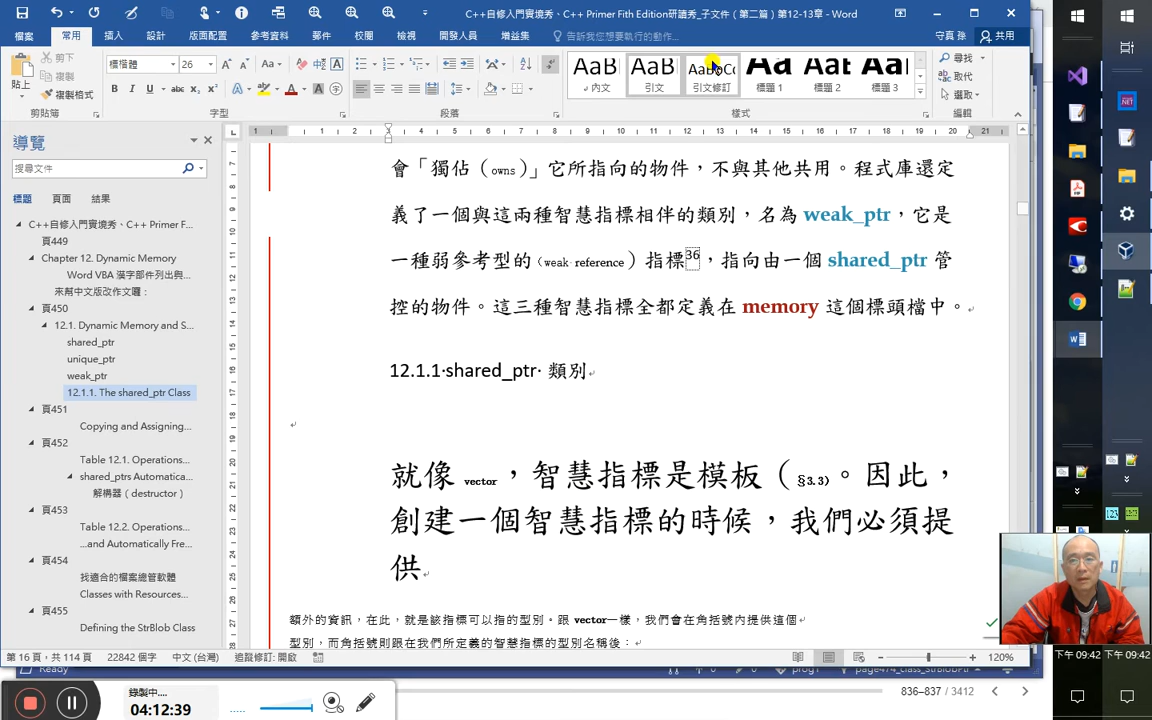 C++自修入門實境秀、C++ Primer Fith Edition研讀秀_子文件（第二篇）第12-13章 - Word
檔案 常用 插入 設計 版面配置 參考資料 郵件 校閱 檢視 開發人員 增益集 告訴我您想要執行的動作... 守真 孫 共用
貼上 剪下 複製 複製格式
標楷體 26
AaB 內文 AaB 引文 引文修訂 標題 1 標題 2 標題 3
尋找 取代 選取
剪貼簿 字型 段落 樣式 編輯
導覽
搜尋文件
標題 頁面 結果
C++自修入門實境秀、C++ Primer F...
頁449
Chapter 12. Dynamic Memory
Word VBA 漢字部件列出與...
來幫中文版改作文囉：
頁450
12.1. Dynamic Memory and S...
shared_ptr
unique_ptr
weak_ptr
12.1.1. The shared_ptr Class
頁451
Copying and Assigning...
頁452
Table 12.1. Operations...
shared_ptrs Automatica...
解構器（destructor）
頁453
Table 12.2. Operations...
...and Automatically Fre...
頁454
找適合的檔案總管軟體
Classes with Resources...
頁455
Defining the StrBlob Class
會「獨佔（owns）」它所指向的物件，不與其他共用。程式庫還定
義了一個與這兩種智慧指標相伴的類別，名為 weak_ptr，它是
一種弱參考型的（weak reference）指標36，指向由一個 shared_ptr 管
控的物件。這三種智慧指標全都定義在 memory 這個標頭檔中。
12.1.1·shared_ptr· 類別
就像 vector，智慧指標是模板（§3.3)。因此，
創建一個智慧指標的時候，我們必須提
供
額外的資訊，在此，就是該指標可以指的型別。跟 vector一樣，我們會在角括號內提供這個
型別，而角括號則跟在我們所定義的智慧指標的型別名稱後：
第 16 頁，共 114 頁 22842 個字 中文 (台灣) 追蹤修訂: 開啟 120%
Ready
錄製中...
04:12:39
836–837 / 3412
下午 09:42 下午 09:42